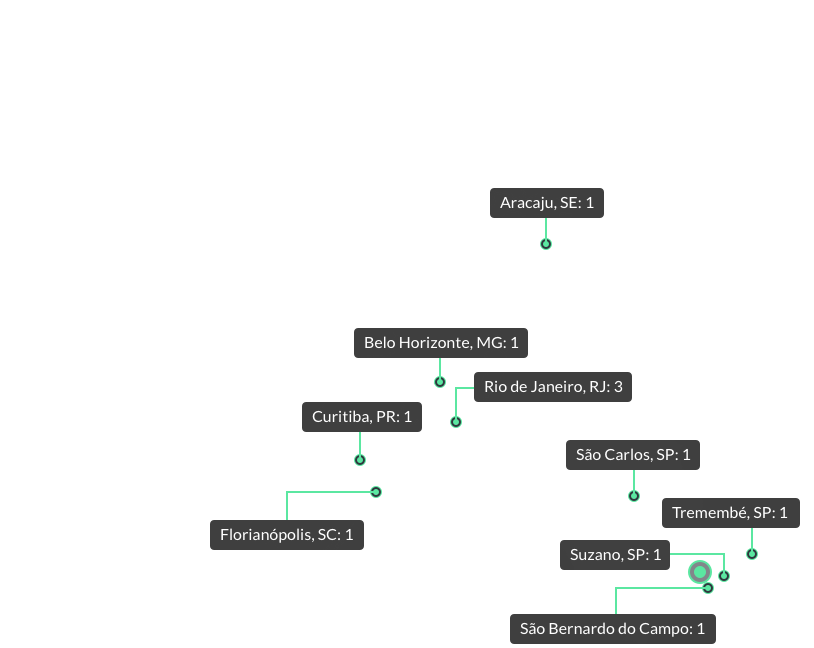 Aracaju, SE: 1
Belo Horizonte, MG: 1
Rio de Janeiro, RJ: 3
Curitiba, PR: 1
São Carlos, SP: 1
Tremembé, SP: 1
Florianópolis, SC: 1
Suzano, SP: 1
São Bernardo do Campo: 1